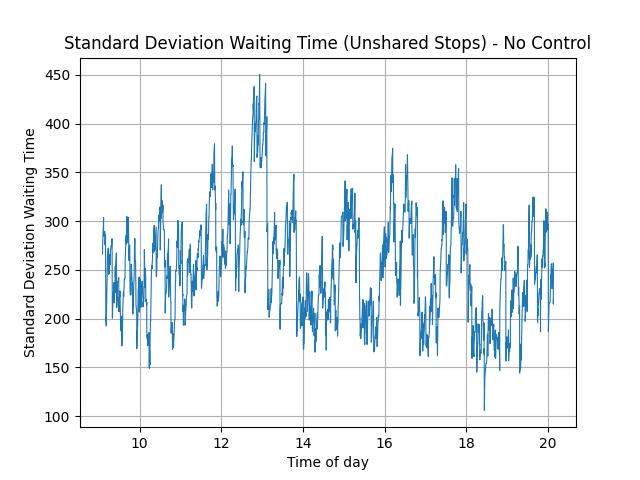 Standard Deviation Waiting Time (Unshared Stops) - No Control
Standard Deviation Waiting Time
450
400
350
300
250
200
150
100
10 12 14 16 18 20
Time of day